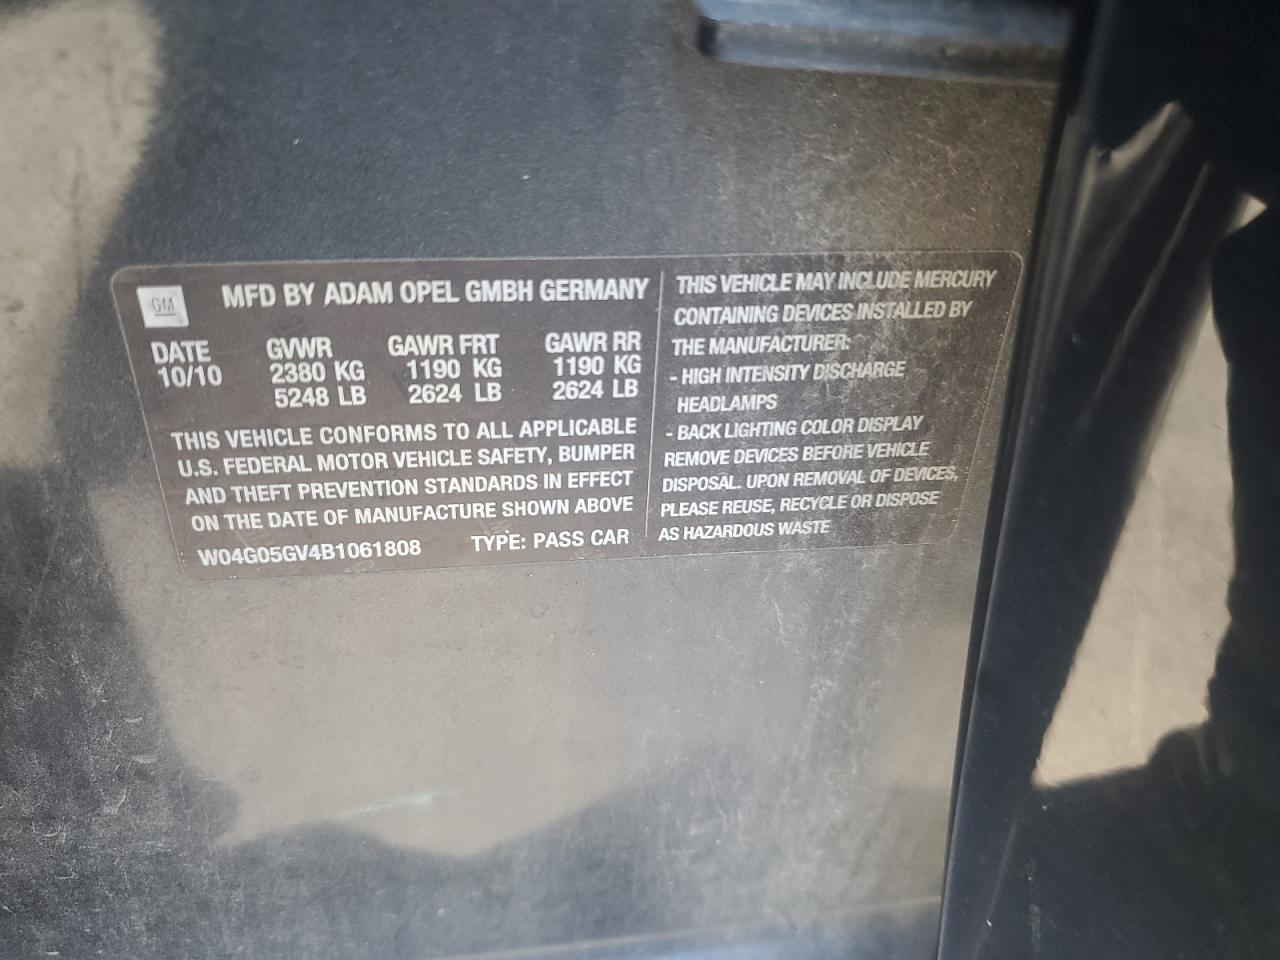 GM
MFD BY ADAM OPEL GMBH GERMANY
DATE GVWR GAWR FRT GAWR RR
10/10 2380 KG 1190 KG 1190 KG
5248 LB 2624 LB 2624 LB
THIS VEHICLE CONFORMS TO ALL APPLICABLE
U.S. FEDERAL MOTOR VEHICLE SAFETY, BUMPER
AND THEFT PREVENTION STANDARDS IN EFFECT
ON THE DATE OF MANUFACTURE SHOWN ABOVE
W04G05GV4B1061808 TYPE: PASS CAR
THIS VEHICLE MAY INCLUDE MERCURY
CONTAINING DEVICES INSTALLED BY
THE MANUFACTURER:
- HIGH INTENSITY DISCHARGE
HEADLAMPS
- BACK LIGHTING COLOR DISPLAY
REMOVE DEVICES BEFORE VEHICLE
DISPOSAL. UPON REMOVAL OF DEVICES,
PLEASE REUSE, RECYCLE OR DISPOSE
AS HAZARDOUS WASTE